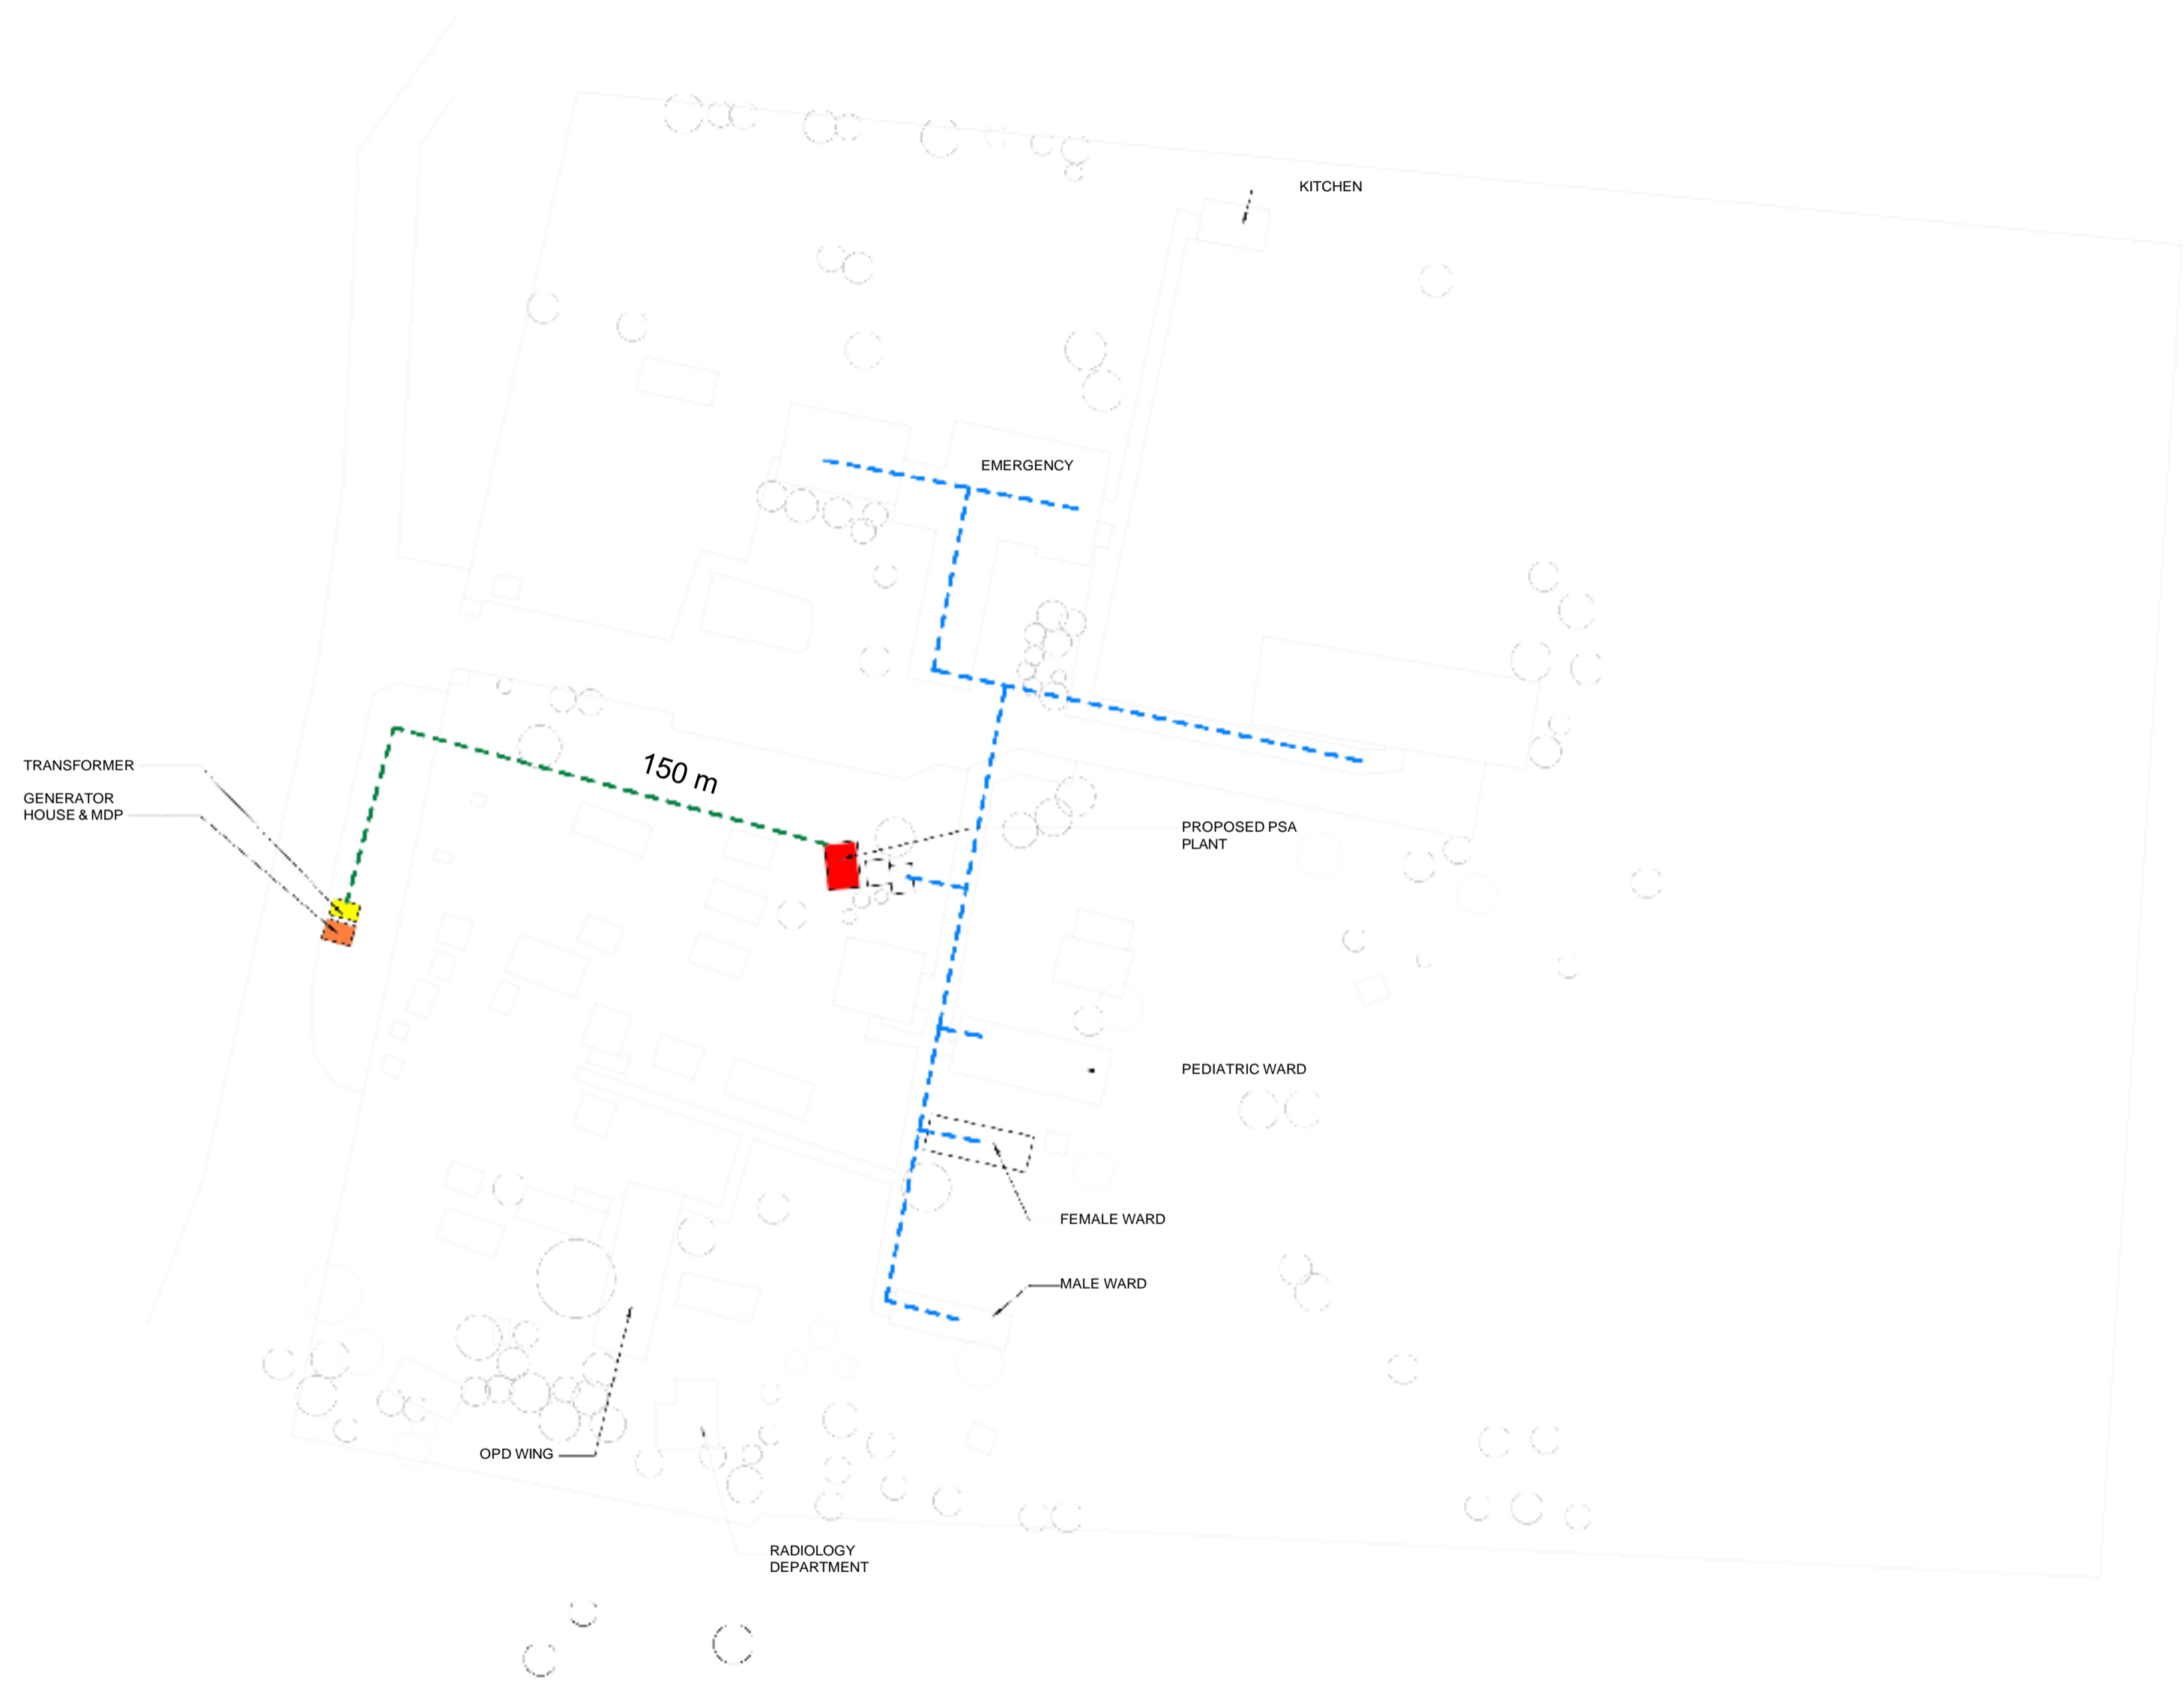 KITCHEN
EMERGENCY
150 m
TRANSFORMER
GENERATOR
HOUSE & MDP
PROPOSED PSA
PLANT
PEDIATRIC WARD
FEMALE WARD
MALE WARD
OPD WING
RADIOLOGY
DEPARTMENT